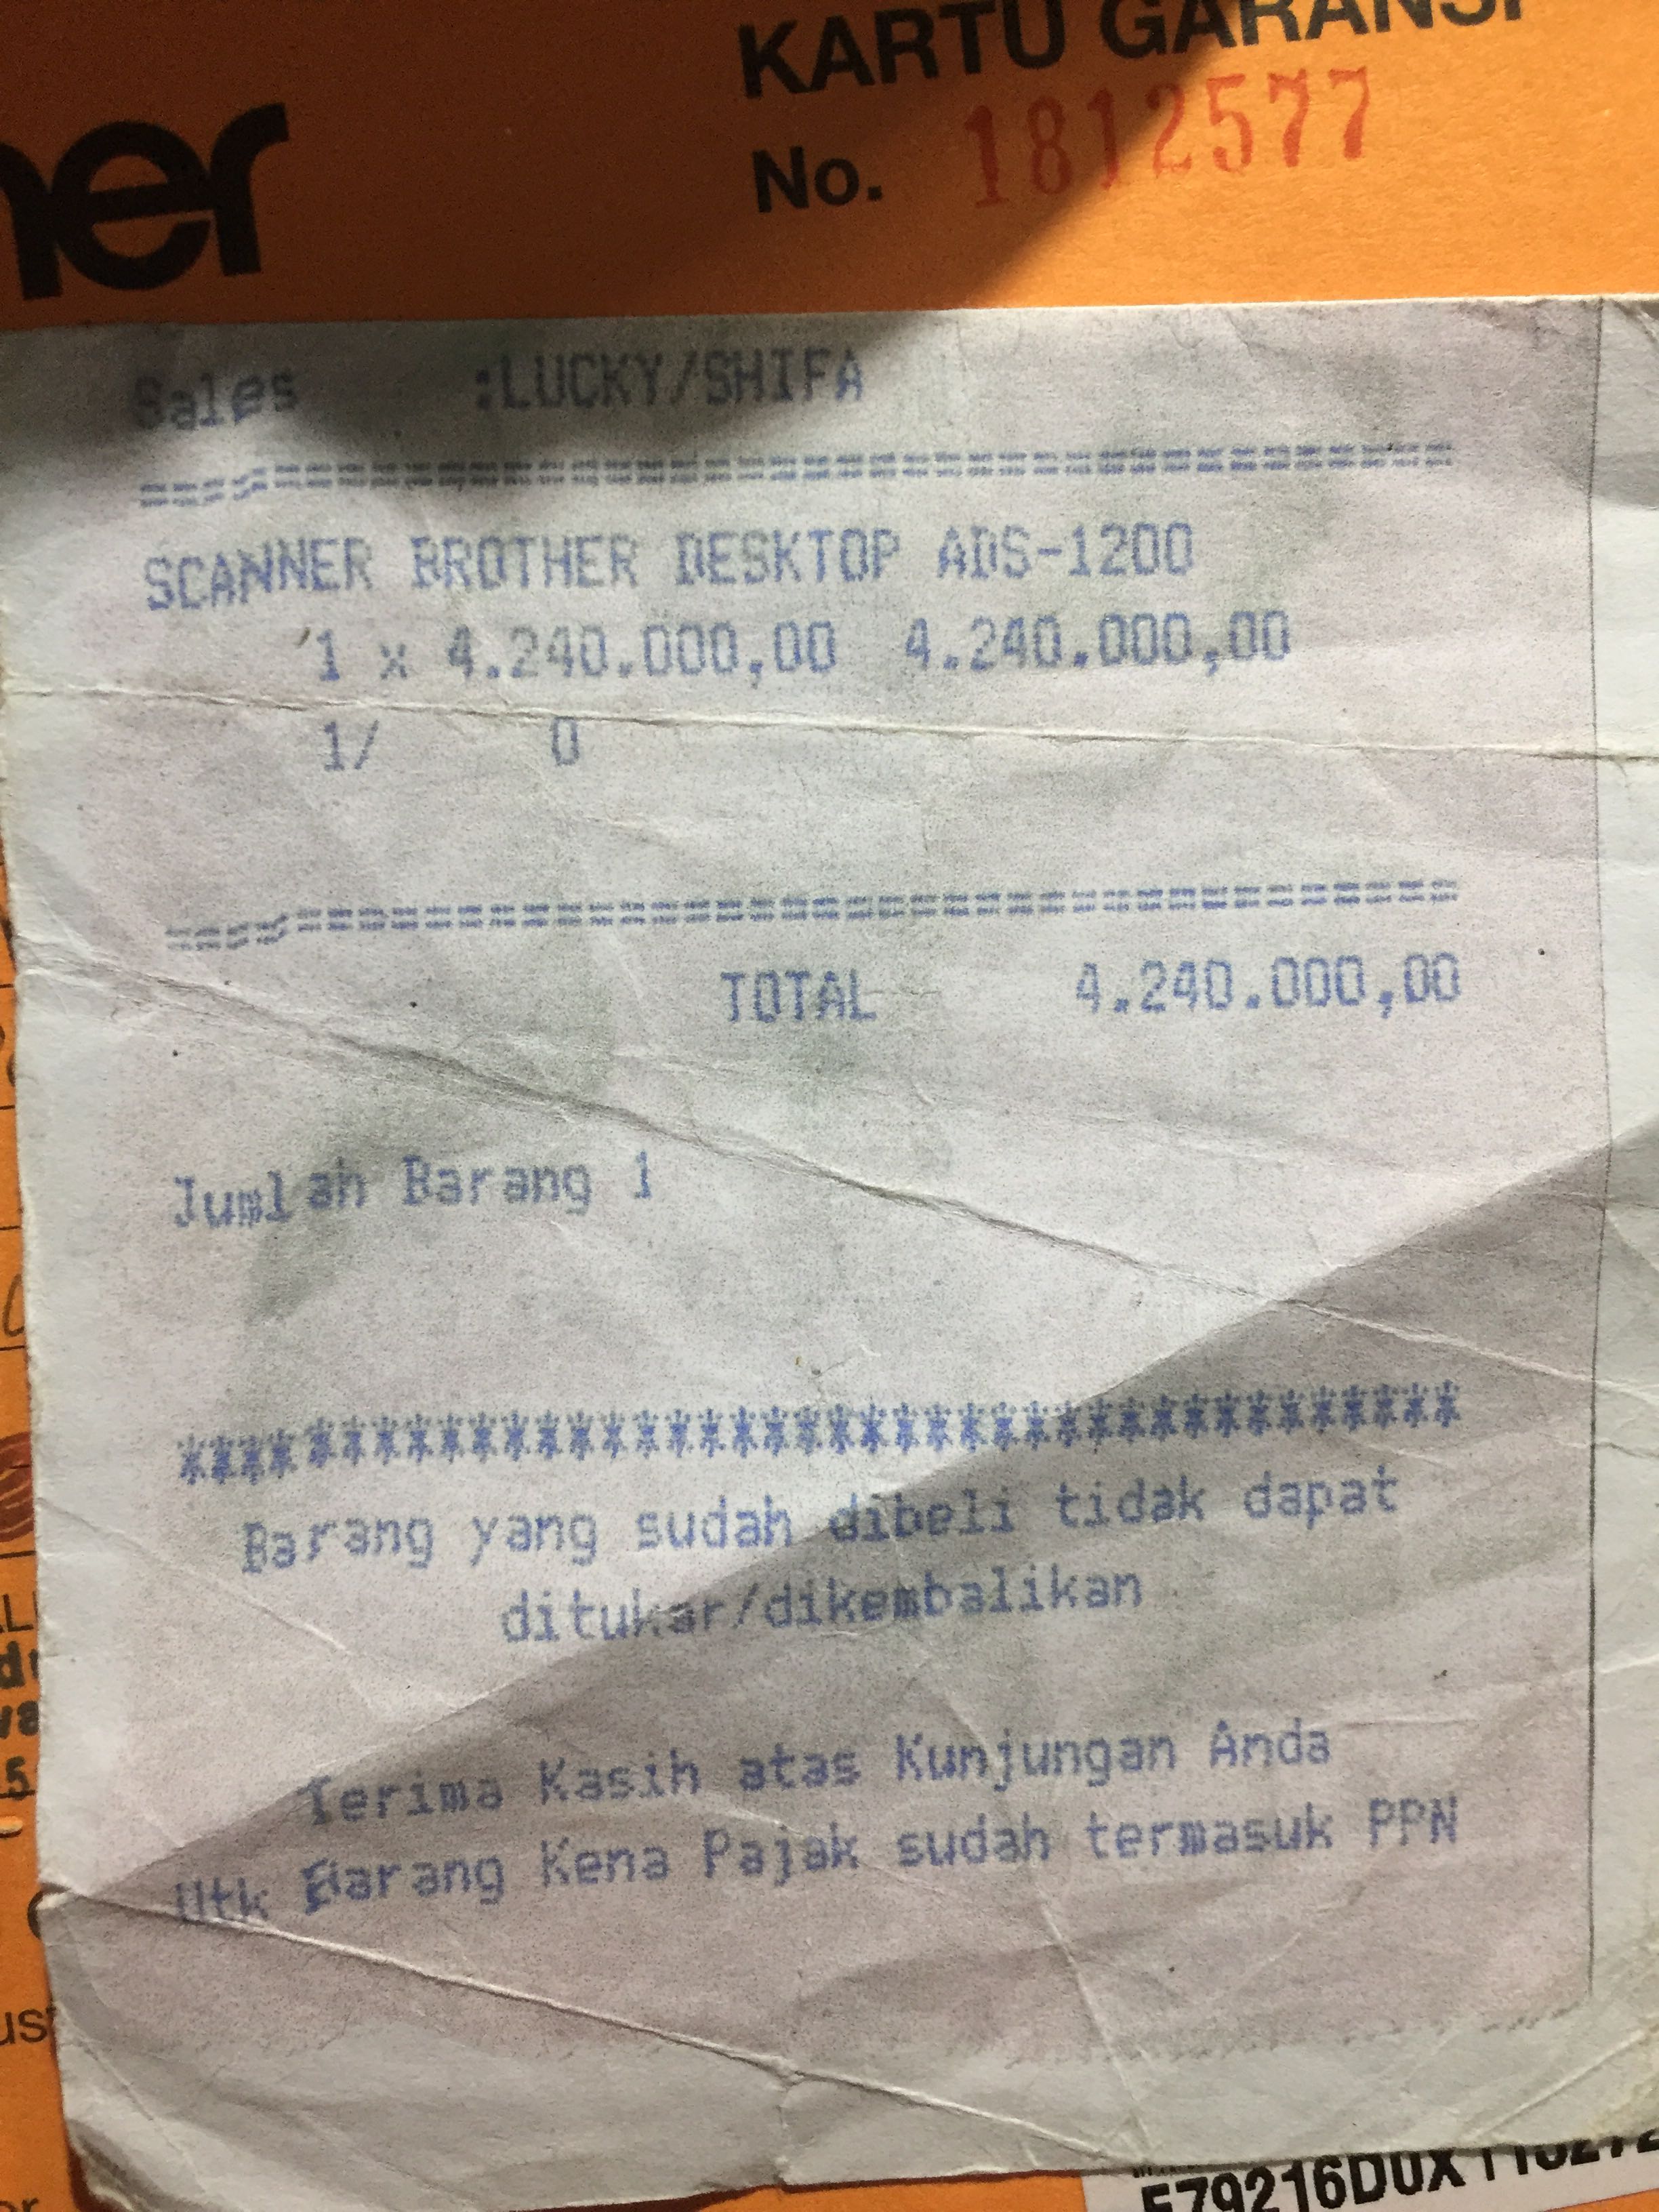 KARTU GARANSI
No. 1812577
Sales :LUCKY/SHIFA
========================================
SCANNER BROTHER DESKTOP ADS-1200
1 x 4.240.000,00 4.240.000,00
1/ 0
========================================
TOTAL 4.240.000,00
Jumlah Barang 1
****************************************
Barang yang sudah dibeli tidak dapat
ditukar/dikembalikan
Terima Kasih atas Kunjungan Anda
Utk Barang Kena Pajak sudah termasuk PPN